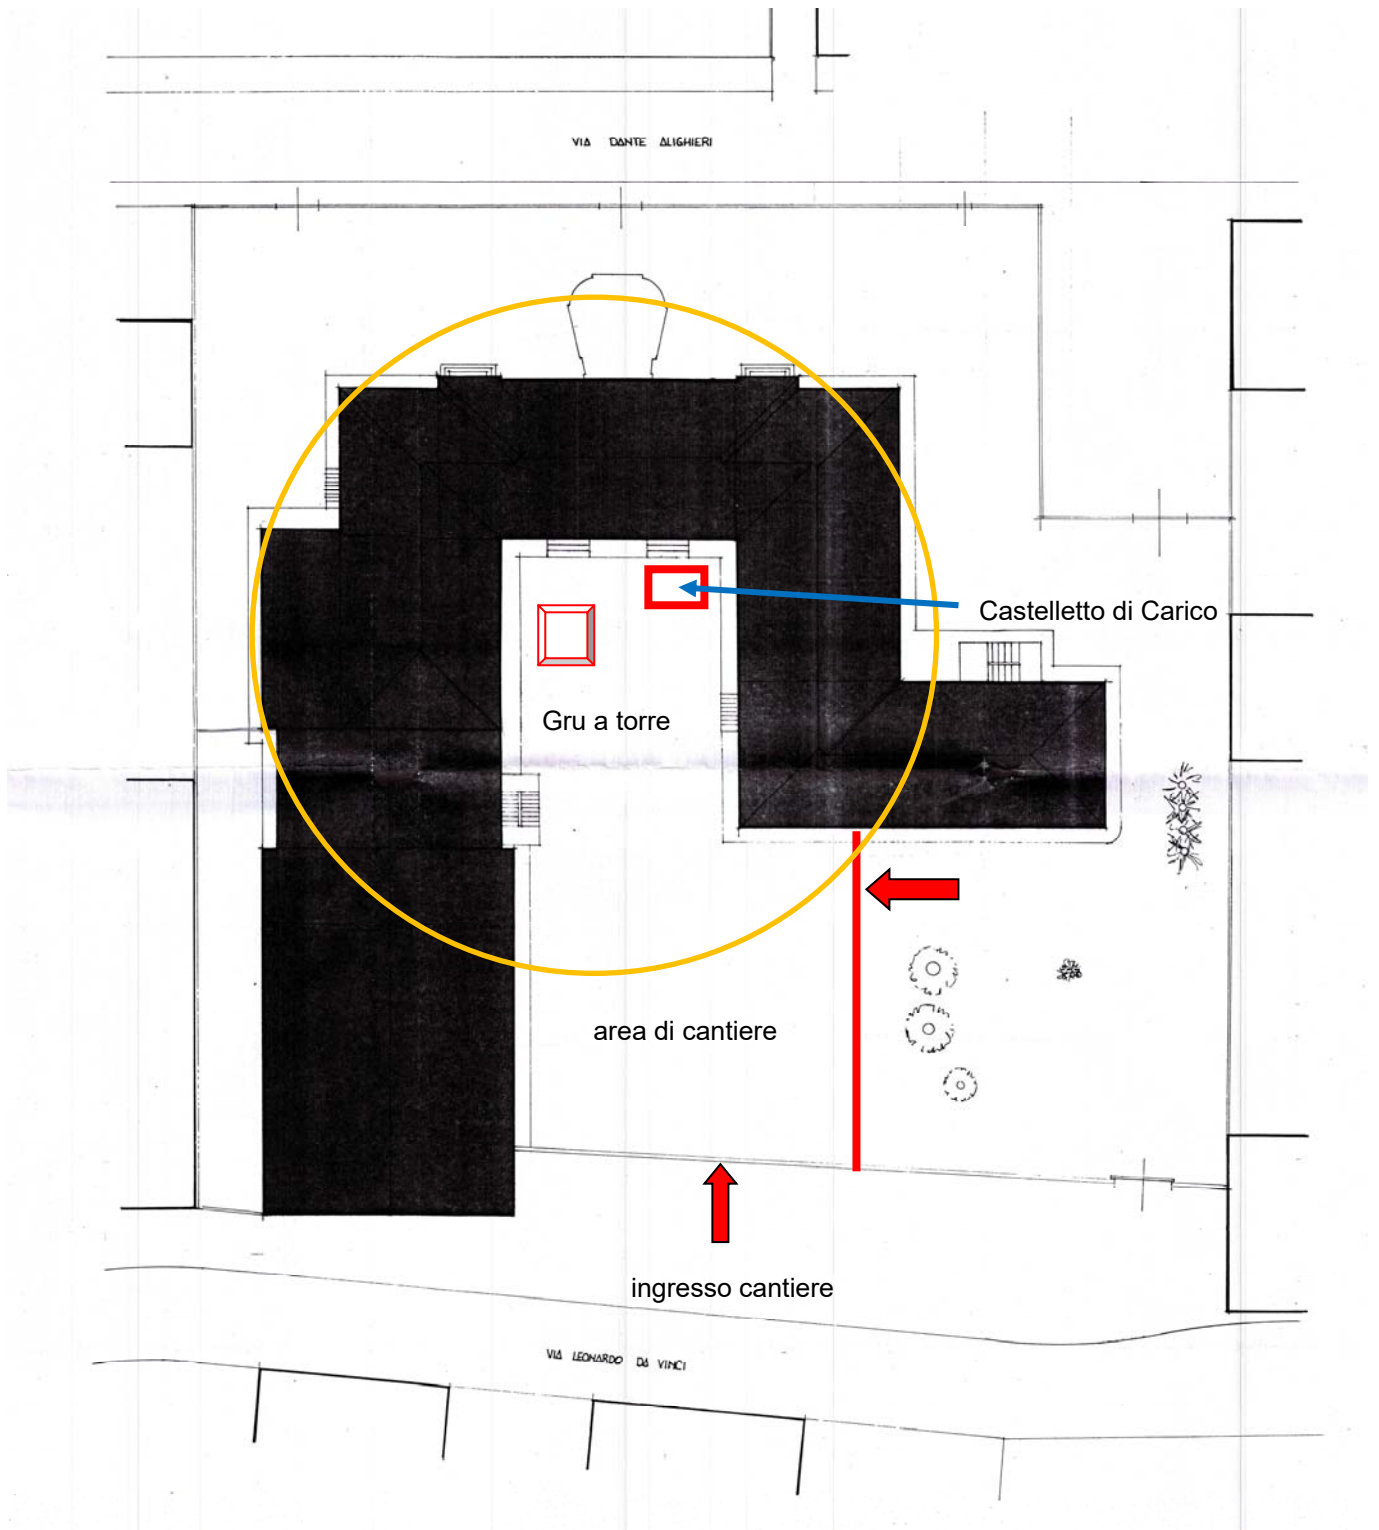 VIA DANTE ALIGHIERI
Castelletto di Carico
Gru a torre
area di cantiere
ingresso cantiere
VIA LEONARDO DA VINCI